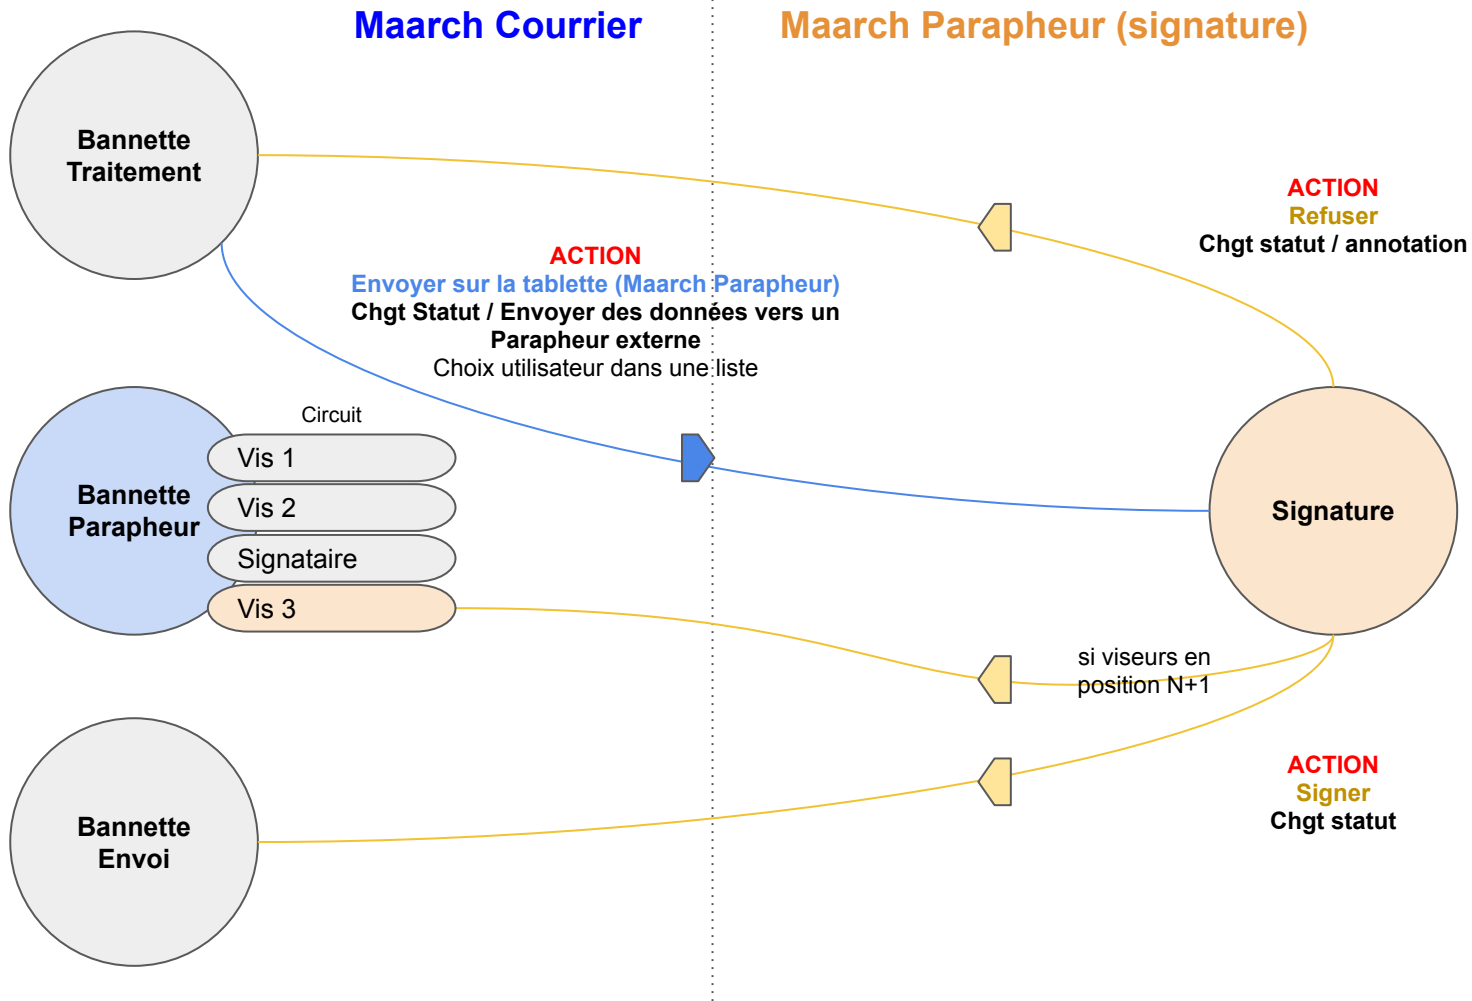 Maarch Courrier
Maarch Parapheur (signature)
Bannette
Traitement
ACTION
Refuser
Chgt statut / annotation
ACTION
Envoyer sur la tablette (Maarch Parapheur)
Chgt Statut / Envoyer des données vers un
Parapheur externe
Choix utilisateur dans une liste
Circuit
Vis 1
Vis 2
Signataire
Vis 3
Bannette
Parapheur
Signature
si viseurs en
position N+1
ACTION
Signer
Chgt statut
Bannette
Envoi